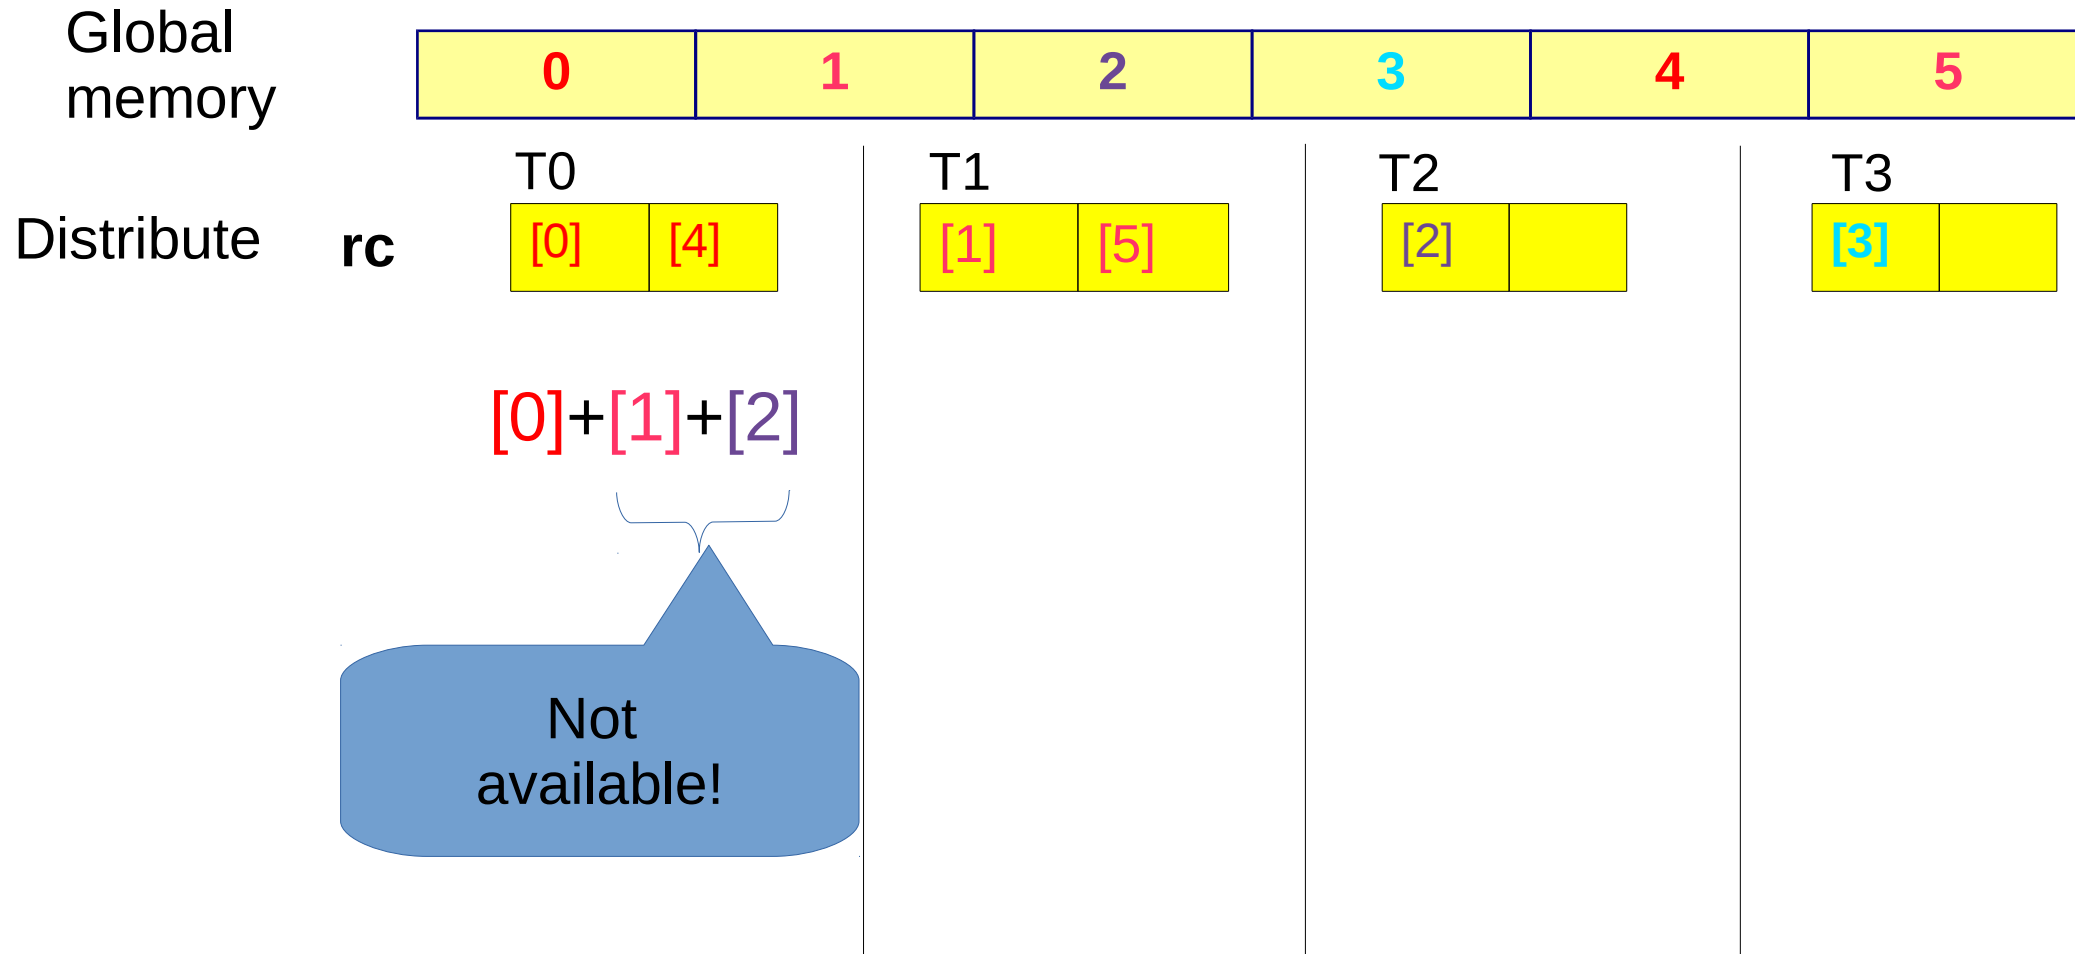 Global
memory
0 1 2 3 4 5
T0 T1 T2 T3
Distribute rc [0] [4] [1] [5] [2] [3]
[0]+[1]+[2]
Not
available!